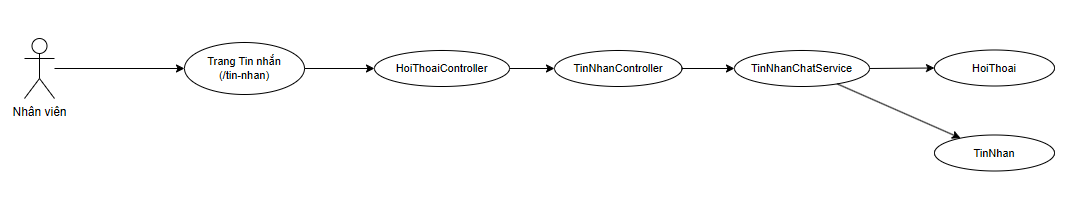 Nhân viên
Trang Tin nhắn
(/tin-nhan)
HoiThoaiController
TinNhanController
TinNhanChatService
HoiThoai
TinNhan